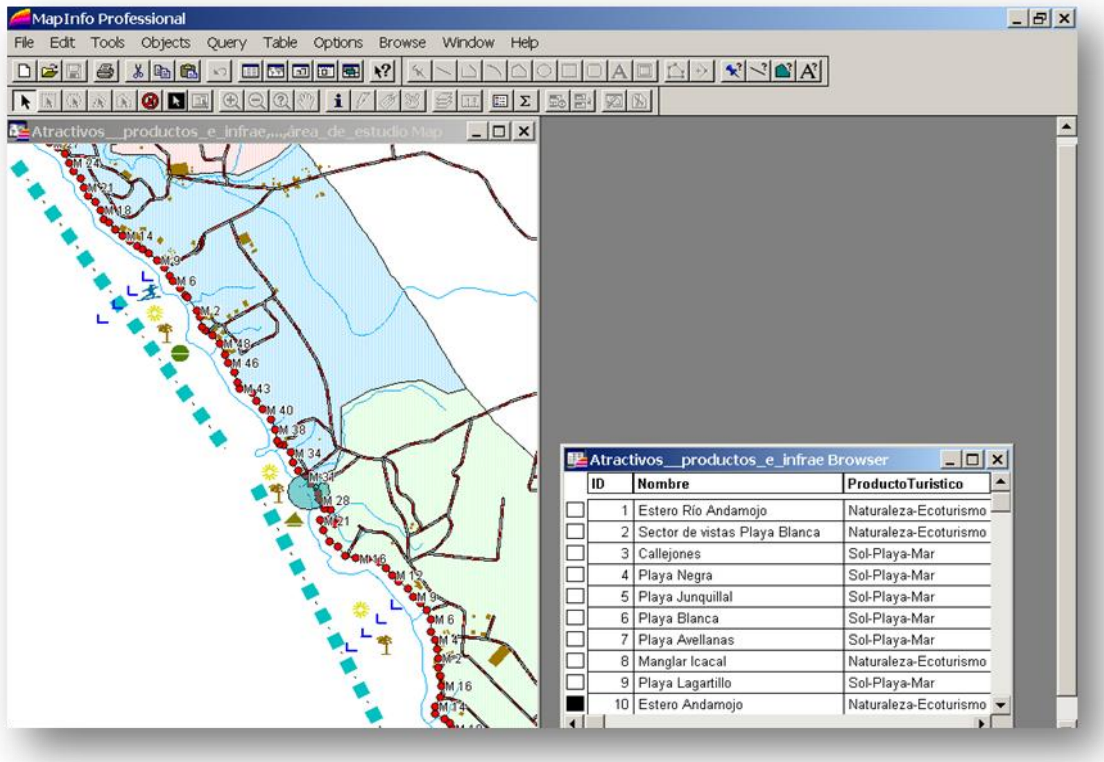 MapInfo Professional
File Edit Tools Objects Query Table Options Browse Window Help
Atractivos__productos_e_infrae,...,área_de_estudio Map
M 24
M 21
M 18
M 14
M 9
M 6
M 2
M 48
M 46
M 43
M 40
M 38
M 34
M 31
M 28
M 21
M 16
M 12
M 9
M 6
M 4
M 2
M 16
M 14
Atractivos__productos_e_infrae Browser
ID Nombre ProductoTuristico
1 Estero Río Andamojo Naturaleza-Ecoturismo
2 Sector de vistas Playa Blanca Naturaleza-Ecoturismo
3 Callejones Sol-Playa-Mar
4 Playa Negra Sol-Playa-Mar
5 Playa Junquillal Sol-Playa-Mar
6 Playa Blanca Sol-Playa-Mar
7 Playa Avellanas Sol-Playa-Mar
8 Manglar Icacal Naturaleza-Ecoturismo
9 Playa Lagartillo Sol-Playa-Mar
10 Estero Andamojo Naturaleza-Ecoturismo